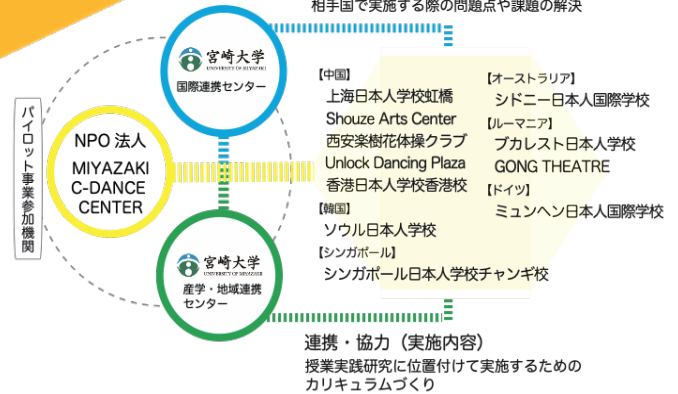 相手国で実施する際の問題点や課題の解決
宮崎大学
UNIVERSITY OF MIYAZAKI
国際連携センター
パイロット事業参加機関
NPO 法人
MIYAZAKI
C-DANCE
CENTER
宮崎大学
UNIVERSITY OF MIYAZAKI
産学・地域連携
センター
【中国】
上海日本人学校虹橋
Shouze Arts Center
西安楽樹花体操クラブ
Unlock Dancing Plaza
香港日本人学校香港校
【韓国】
ソウル日本人学校
【シンガポール】
シンガポール日本人学校チャンギ校
【オーストラリア】
シドニー日本人国際学校
【ルーマニア】
ブカレスト日本人学校
GONG THEATRE
【ドイツ】
ミュンヘン日本人国際学校
連携・協力（実施内容）
授業実践研究に位置付けて実施するための
カリキュラムづくり